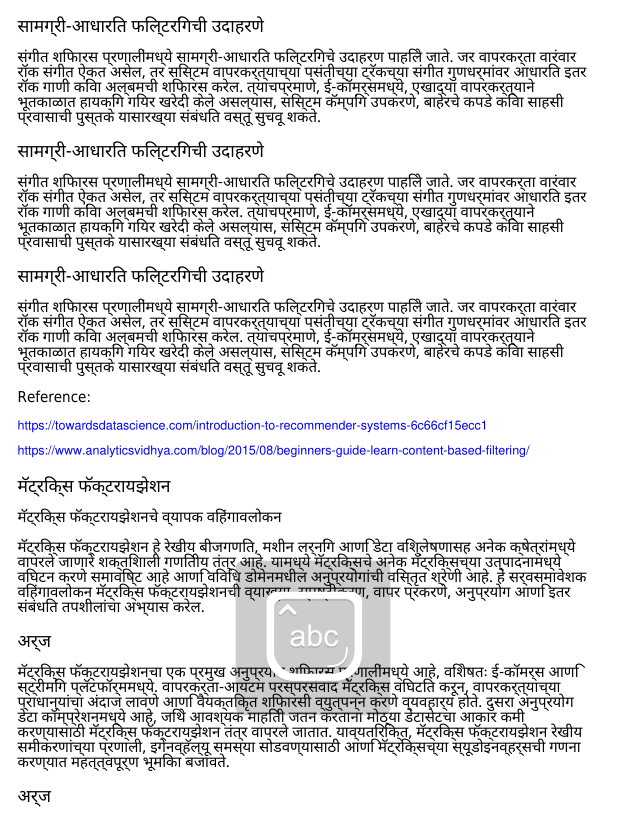 सामग्री-आधारित फिल्टरिंगची उदाहरणे
संगीत शिफारस प्रणालींमध्ये सामग्री-आधारित फिल्टरिंगचे उदाहरण पाहिले जाते. जर वापरकर्ता वारंवार
रॉक संगीत ऐकत असेल, तर सिस्टम वापरकर्त्याच्या पसंतीच्या ट्रॅकच्या संगीत गुणधर्मांवर आधारित इतर
रॉक गाणी किंवा अल्बमची शिफारस करेल. त्याचप्रमाणे, ई-कॉमर्समध्ये, एखाद्या वापरकर्त्याने
भूतकाळात हायकिंग गियर खरेदी केले असल्यास, सिस्टम कॅम्पिंग उपकरणे, बाहेरचे कपडे किंवा साहसी
प्रवासाची पुस्तके यासारख्या संबंधित वस्तू सुचवू शकते.
सामग्री-आधारित फिल्टरिंगची उदाहरणे
संगीत शिफारस प्रणालींमध्ये सामग्री-आधारित फिल्टरिंगचे उदाहरण पाहिले जाते. जर वापरकर्ता वारंवार
रॉक संगीत ऐकत असेल, तर सिस्टम वापरकर्त्याच्या पसंतीच्या ट्रॅकच्या संगीत गुणधर्मांवर आधारित इतर
रॉक गाणी किंवा अल्बमची शिफारस करेल. त्याचप्रमाणे, ई-कॉमर्समध्ये, एखाद्या वापरकर्त्याने
भूतकाळात हायकिंग गियर खरेदी केले असल्यास, सिस्टम कॅम्पिंग उपकरणे, बाहेरचे कपडे किंवा साहसी
प्रवासाची पुस्तके यासारख्या संबंधित वस्तू सुचवू शकते.
सामग्री-आधारित फिल्टरिंगची उदाहरणे
संगीत शिफारस प्रणालींमध्ये सामग्री-आधारित फिल्टरिंगचे उदाहरण पाहिले जाते. जर वापरकर्ता वारंवार
रॉक संगीत ऐकत असेल, तर सिस्टम वापरकर्त्याच्या पसंतीच्या ट्रॅकच्या संगीत गुणधर्मांवर आधारित इतर
रॉक गाणी किंवा अल्बमची शिफारस करेल. त्याचप्रमाणे, ई-कॉमर्समध्ये, एखाद्या वापरकर्त्याने
भूतकाळात हायकिंग गियर खरेदी केले असल्यास, सिस्टम कॅम्पिंग उपकरणे, बाहेरचे कपडे किंवा साहसी
प्रवासाची पुस्तके यासारख्या संबंधित वस्तू सुचवू शकते.
Reference:
https://towardsdatascience.com/introduction-to-recommender-systems-6c66cf15ecc1
https://www.analyticsvidhya.com/blog/2015/08/beginners-guide-learn-content-based-filtering/
मॅट्रिक्स फॅक्टरायझेशन
मॅट्रिक्स फॅक्टरायझेशनचे व्यापक विहंगावलोकन
मॅट्रिक्स फॅक्टरायझेशन हे रेखीय बीजगणित, मशीन लर्निंग आणि डेटा विश्लेषणासह अनेक क्षेत्रांमध्ये
वापरले जाणारे शक्तिशाली गणितीय तंत्र आहे. यामध्ये मॅट्रिक्सचे अनेक मॅट्रिक्सच्या उत्पादनामध्ये
विघटन करणे समाविष्ट आहे आणि विविध डोमेनमधील अनुप्रयोगांची विस्तृत श्रेणी आहे. हे सर्वसमावेशक
विहंगावलोकन मॅट्रिक्स फॅक्टरायझेशनची व्याख्या, स्पष्टीकरण, वापर प्रकरणे, अनुप्रयोग आणि इतर
संबंधित तपशीलांचा अभ्यास करेल.
अर्ज
मॅट्रिक्स फॅक्टरायझेशनचा एक प्रमुख अनुप्रयोग शिफारस प्रणालींमध्ये आहे, विशेषतः ई-कॉमर्स आणि
स्ट्रीमिंग प्लॅटफॉर्ममध्ये. वापरकर्ता-आयटम परस्परसंवाद मॅट्रिक्स विघटित करून, वापरकर्त्याच्या
प्राधान्यांचा अंदाज लावणे आणि वैयक्तिकृत शिफारसी व्युत्पन्न करणे व्यवहार्य होते. दुसरा अनुप्रयोग
डेटा कॉम्प्रेशनमध्ये आहे, जिथे आवश्यक माहिती जतन करताना मोठ्या डेटासेटचा आकार कमी
करण्यासाठी मॅट्रिक्स फॅक्टरायझेशन तंत्र वापरले जातात. याव्यतिरिक्त, मॅट्रिक्स फॅक्टरायझेशन रेखीय
समीकरणांच्या प्रणाली, इगेनव्हॅल्यू समस्या सोडवण्यासाठी आणि मॅट्रिक्सच्या स्यूडोइनव्हर्सची गणना
करण्यात महत्त्वपूर्ण भूमिका बजावते.
अर्ज
abc